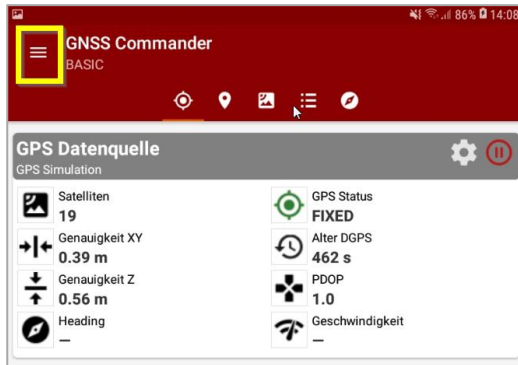 86% 14:08
GNSS Commander
BASIC
GPS Datenquelle
GPS Simulation
Satelliten
19
GPS Status
FIXED
Genauigkeit XY
0.39 m
Alter DGPS
462 s
Genauigkeit Z
0.56 m
PDOP
1.0
Heading
—
Geschwindigkeit
—